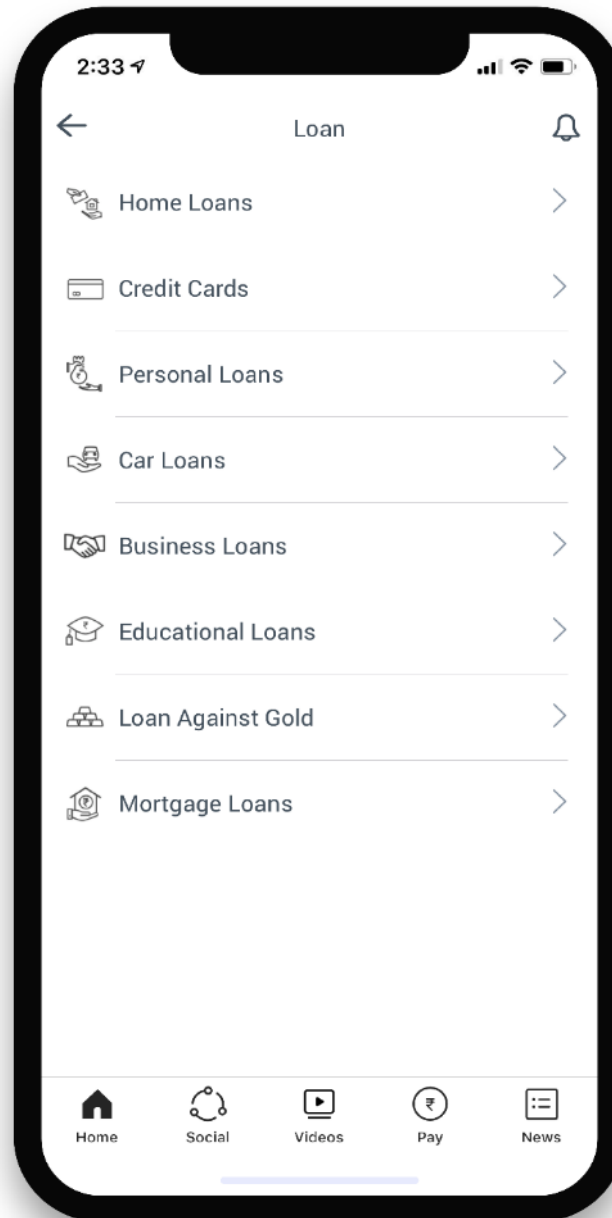 2:33
Loan
Home Loans
Credit Cards
Personal Loans
Car Loans
Business Loans
Educational Loans
Loan Against Gold
Mortgage Loans
Home Social Videos Pay News